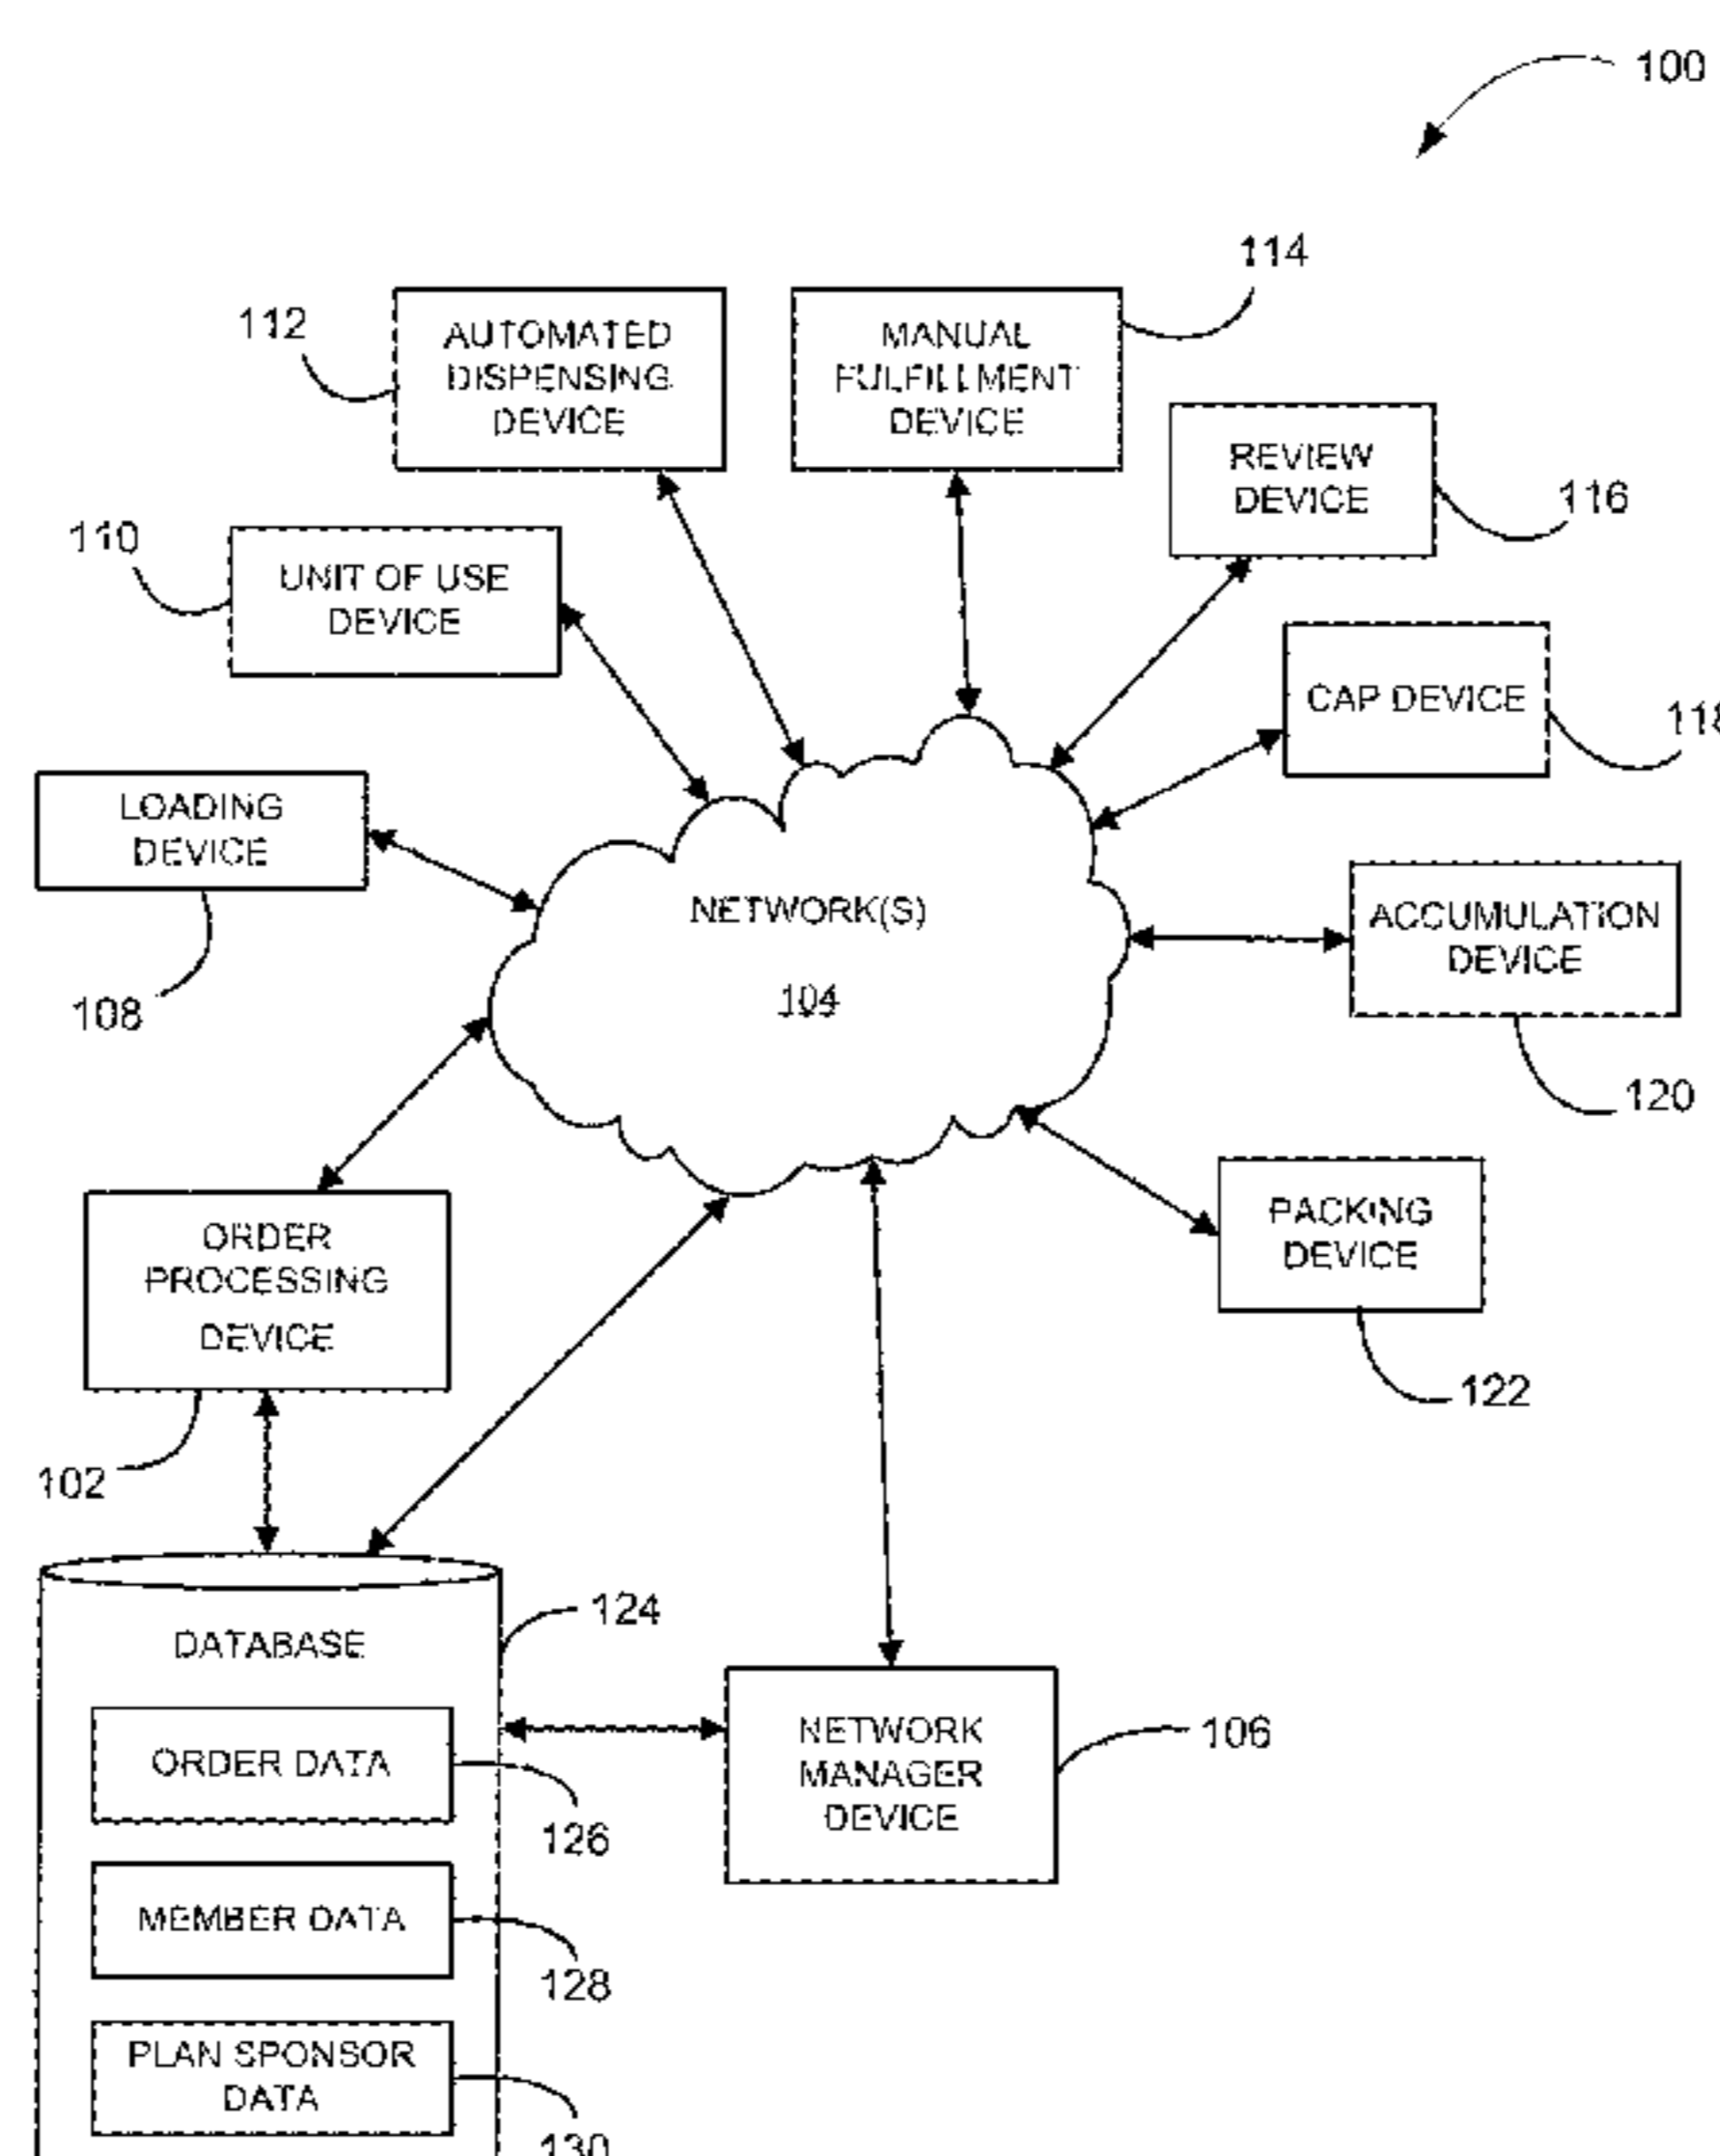 100
114
112
AUTOMATED
DISPENSING
DEVICE
MANUAL
FULFILLMENT
DEVICE
REVIEW
DEVICE
116
110
UNIT OF USE
DEVICE
CAP DEVICE
118
LOADING
DEVICE
108
NETWORK(S)
104
ACCUMULATION
DEVICE
120
ORDER
PROCESSING
DEVICE
102
PACKING
DEVICE
122
124
DATABASE
ORDER DATA
126
NETWORK
MANAGER
DEVICE
106
MEMBER DATA
128
PLAN SPONSOR
DATA
130